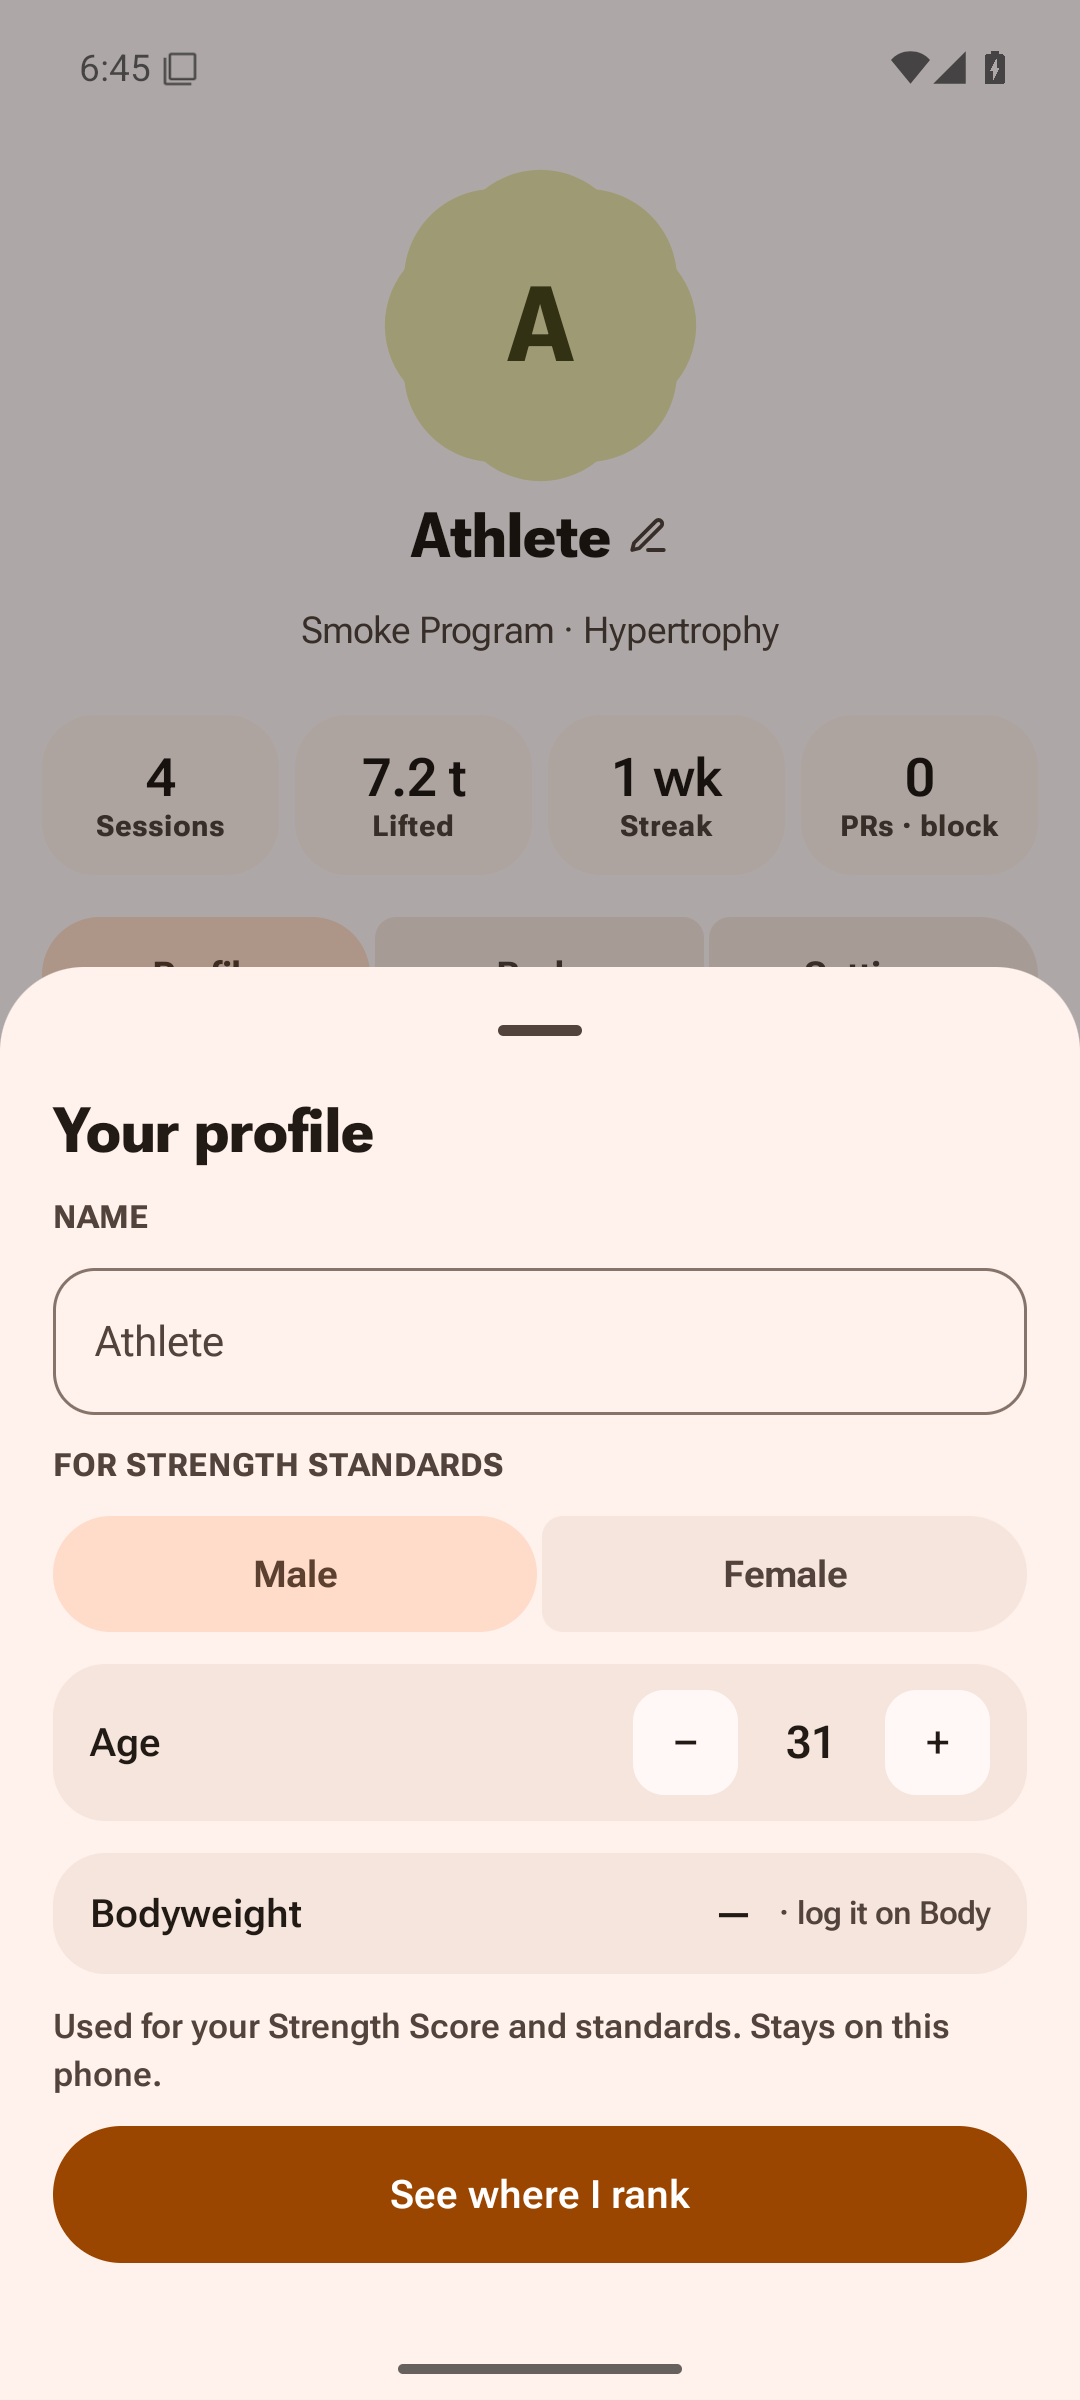 6:45
A
Athlete
Smoke Program · Hypertrophy
4
Sessions
7.2 t
Lifted
1 wk
Streak
0
PRs · block
Your profile
NAME
Athlete
FOR STRENGTH STANDARDS
Male
Female
Age
−
31
+
Bodyweight
— · log it on Body
Used for your Strength Score and standards. Stays on this
phone.
See where I rank